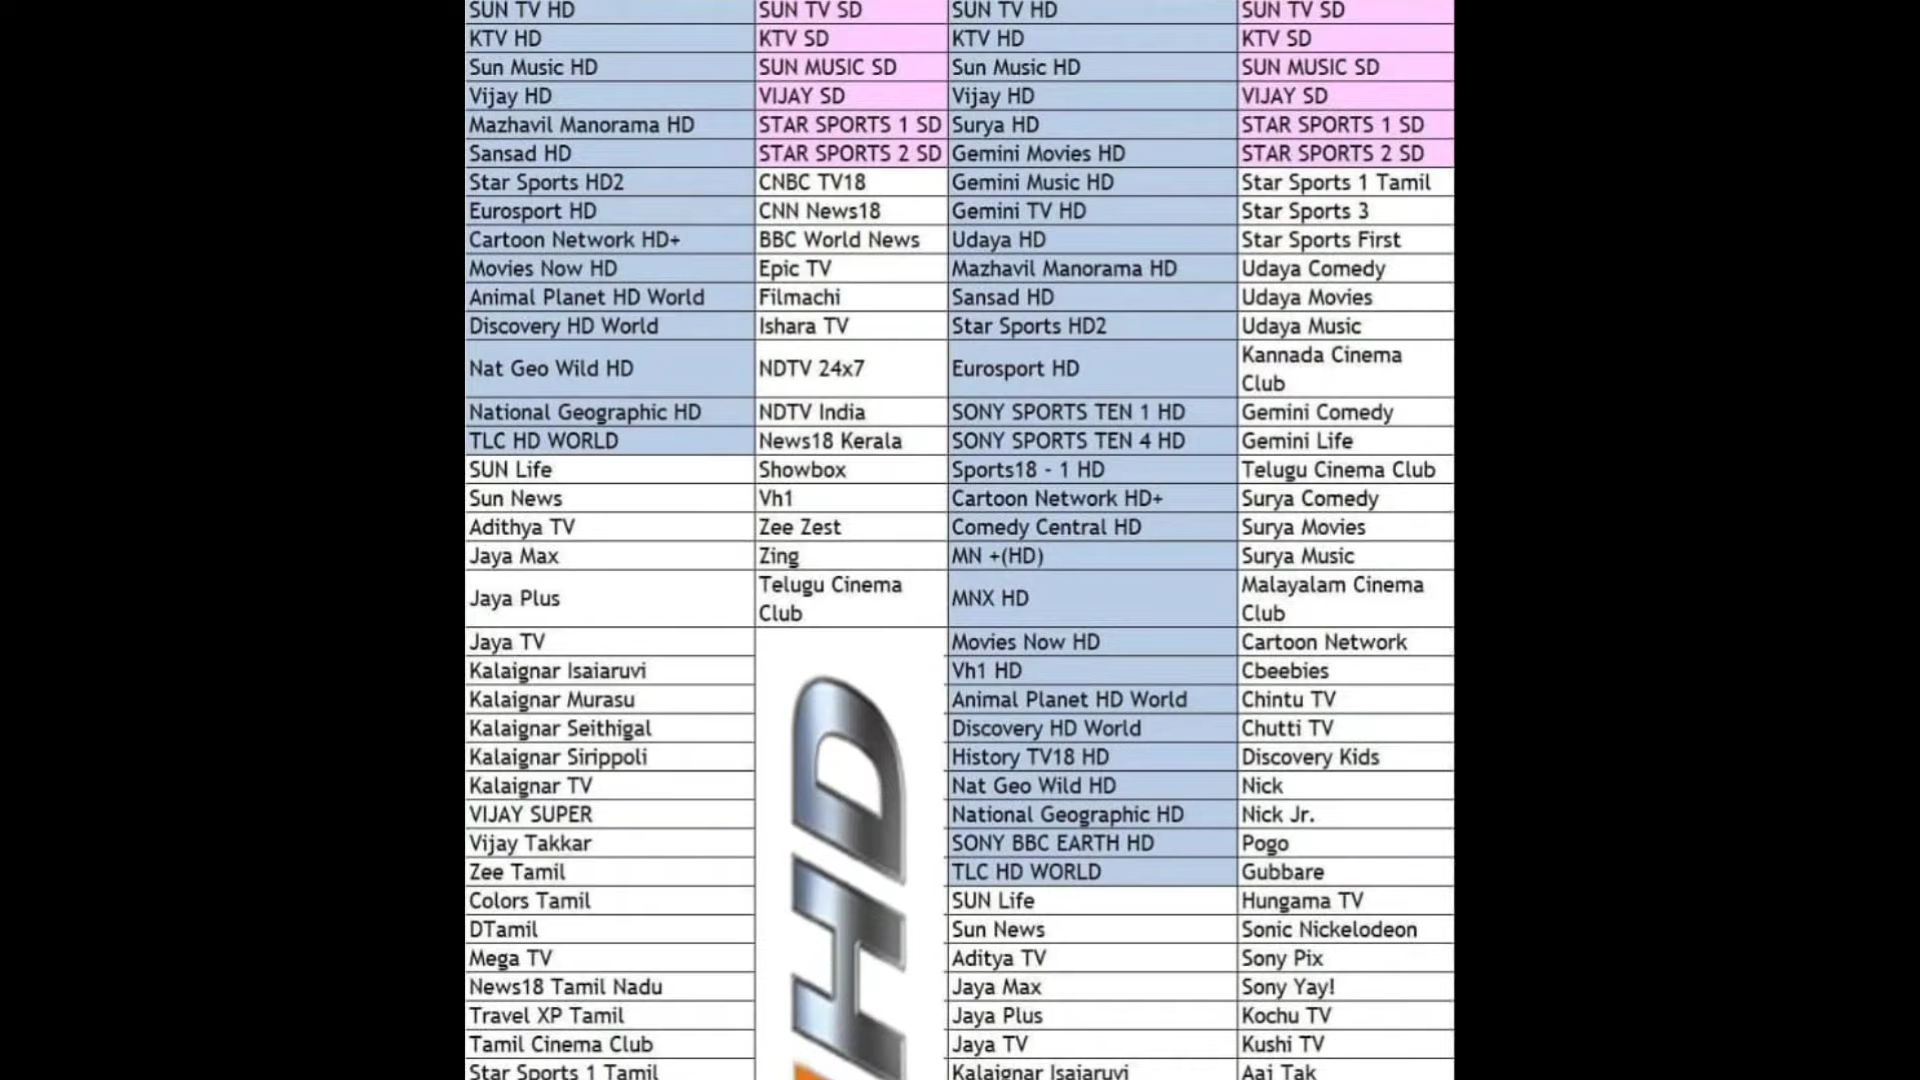 SUN TV HD
SUN TV SD
SUN TV HD
SUN TV SD
KTV HD
KTV SD
KTV HD
KTV SD
Sun Music HD
SUN MUSIC SD
Sun Music HD
SUN MUSIC SD
Vijay HD
VIJAY SD
Vijay HD
VIJAY SD
Mazhavil Manorama HD
STAR SPORTS 1 SD
Surya HD
STAR SPORTS 1 SD
Sansad HD
STAR SPORTS 2 SD
Gemini Movies HD
STAR SPORTS 2 SD
Star Sports HD2
CNBC TV18
Gemini Music HD
Star Sports 1 Tamil
Eurosport HD
CNN News18
Gemini TV HD
Star Sports 3
Cartoon Network HD+
BBC World News
Udaya HD
Star Sports First
Movies Now HD
Epic TV
Mazhavil Manorama HD
Udaya Comedy
Animal Planet HD World
Filmachi
Sansad HD
Udaya Movies
Discovery HD World
Ishara TV
Star Sports HD2
Udaya Music
Nat Geo Wild HD
NDTV 24x7
Eurosport HD
Kannada Cinema
Club
National Geographic HD
NDTV India
SONY SPORTS TEN 1 HD
Gemini Comedy
TLC HD WORLD
News18 Kerala
SONY SPORTS TEN 4 HD
Gemini Life
SUN Life
Showbox
Sports18 - 1 HD
Telugu Cinema Club
Sun News
Vh1
Cartoon Network HD+
Surya Comedy
Adithya TV
Zee Zest
Comedy Central HD
Surya Movies
Jaya Max
Zing
MN +(HD)
Surya Music
Jaya Plus
Telugu Cinema
Club
MNX HD
Malayalam Cinema
Club
Jaya TV
Movies Now HD
Cartoon Network
Kalaignar Isaiaruvi
Vh1 HD
Cbeebies
Kalaignar Murasu
Animal Planet HD World
Chintu TV
Kalaignar Seithigal
Discovery HD World
Chutti TV
Kalaignar Sirippoli
History TV18 HD
Discovery Kids
Kalaignar TV
Nat Geo Wild HD
Nick
VIJAY SUPER
National Geographic HD
Nick Jr.
Vijay Takkar
SONY BBC EARTH HD
Pogo
Zee Tamil
TLC HD WORLD
Gubbare
Colors Tamil
SUN Life
Hungama TV
DTamil
Sun News
Sonic Nickelodeon
Mega TV
Aditya TV
Sony Pix
News18 Tamil Nadu
Jaya Max
Sony Yay!
Travel XP Tamil
Jaya Plus
Kochu TV
Tamil Cinema Club
Jaya TV
Kushi TV
Star Sports 1 Tamil
Kalaignar Isaiaruvi
Aaj Tak
HD